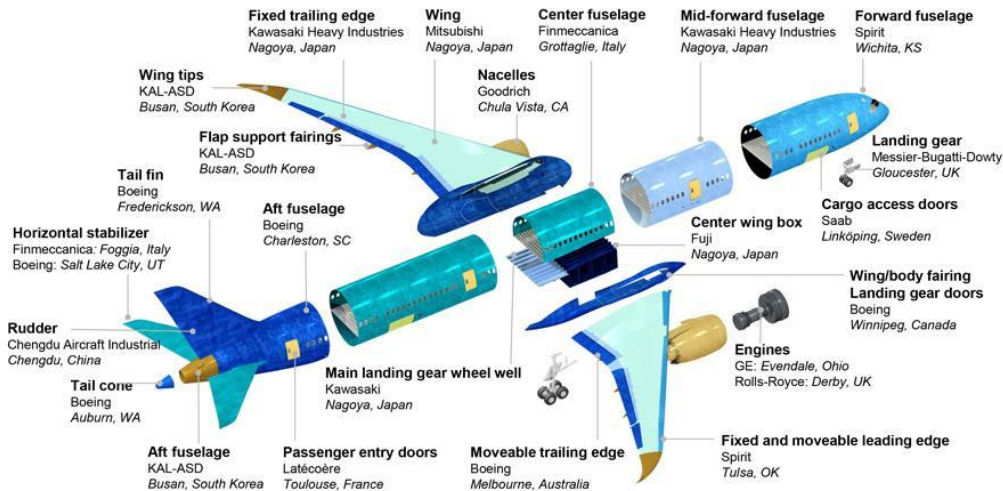 Fixed trailing edge
Kawasaki Heavy Industries
Nagoya, Japan
Wing
Mitsubishi
Nagoya, Japan
Center fuselage
Finmeccanica
Grottaglie, Italy
Mid-forward fuselage
Kawasaki Heavy Industries
Nagoya, Japan
Forward fuselage
Spirit
Wichita, KS
Wing tips
KAL-ASD
Busan, South Korea
Nacelles
Goodrich
Chula Vista, CA
Flap support fairings
KAL-ASD
Busan, South Korea
Landing gear
Messier-Bugatti-Dowty
Gloucester, UK
Tail fin
Boeing
Frederickson, WA
Aft fuselage
Boeing
Charleston, SC
Center wing box
Fuji
Nagoya, Japan
Cargo access doors
Saab
Linköping, Sweden
Horizontal stabilizer
Finmeccanica: Foggia, Italy
Boeing: Salt Lake City, UT
Wing/body fairing
Landing gear doors
Boeing
Winnipeg, Canada
Rudder
Chengdu Aircraft Industrial
Chengdu, China
Engines
GE: Evendale, Ohio
Rolls-Royce: Derby, UK
Tail cone
Boeing
Auburn, WA
Main landing gear wheel well
Kawasaki
Nagoya, Japan
Aft fuselage
KAL-ASD
Busan, South Korea
Passenger entry doors
Latécoère
Toulouse, France
Moveable trailing edge
Boeing
Melbourne, Australia
Fixed and moveable leading edge
Spirit
Tulsa, OK